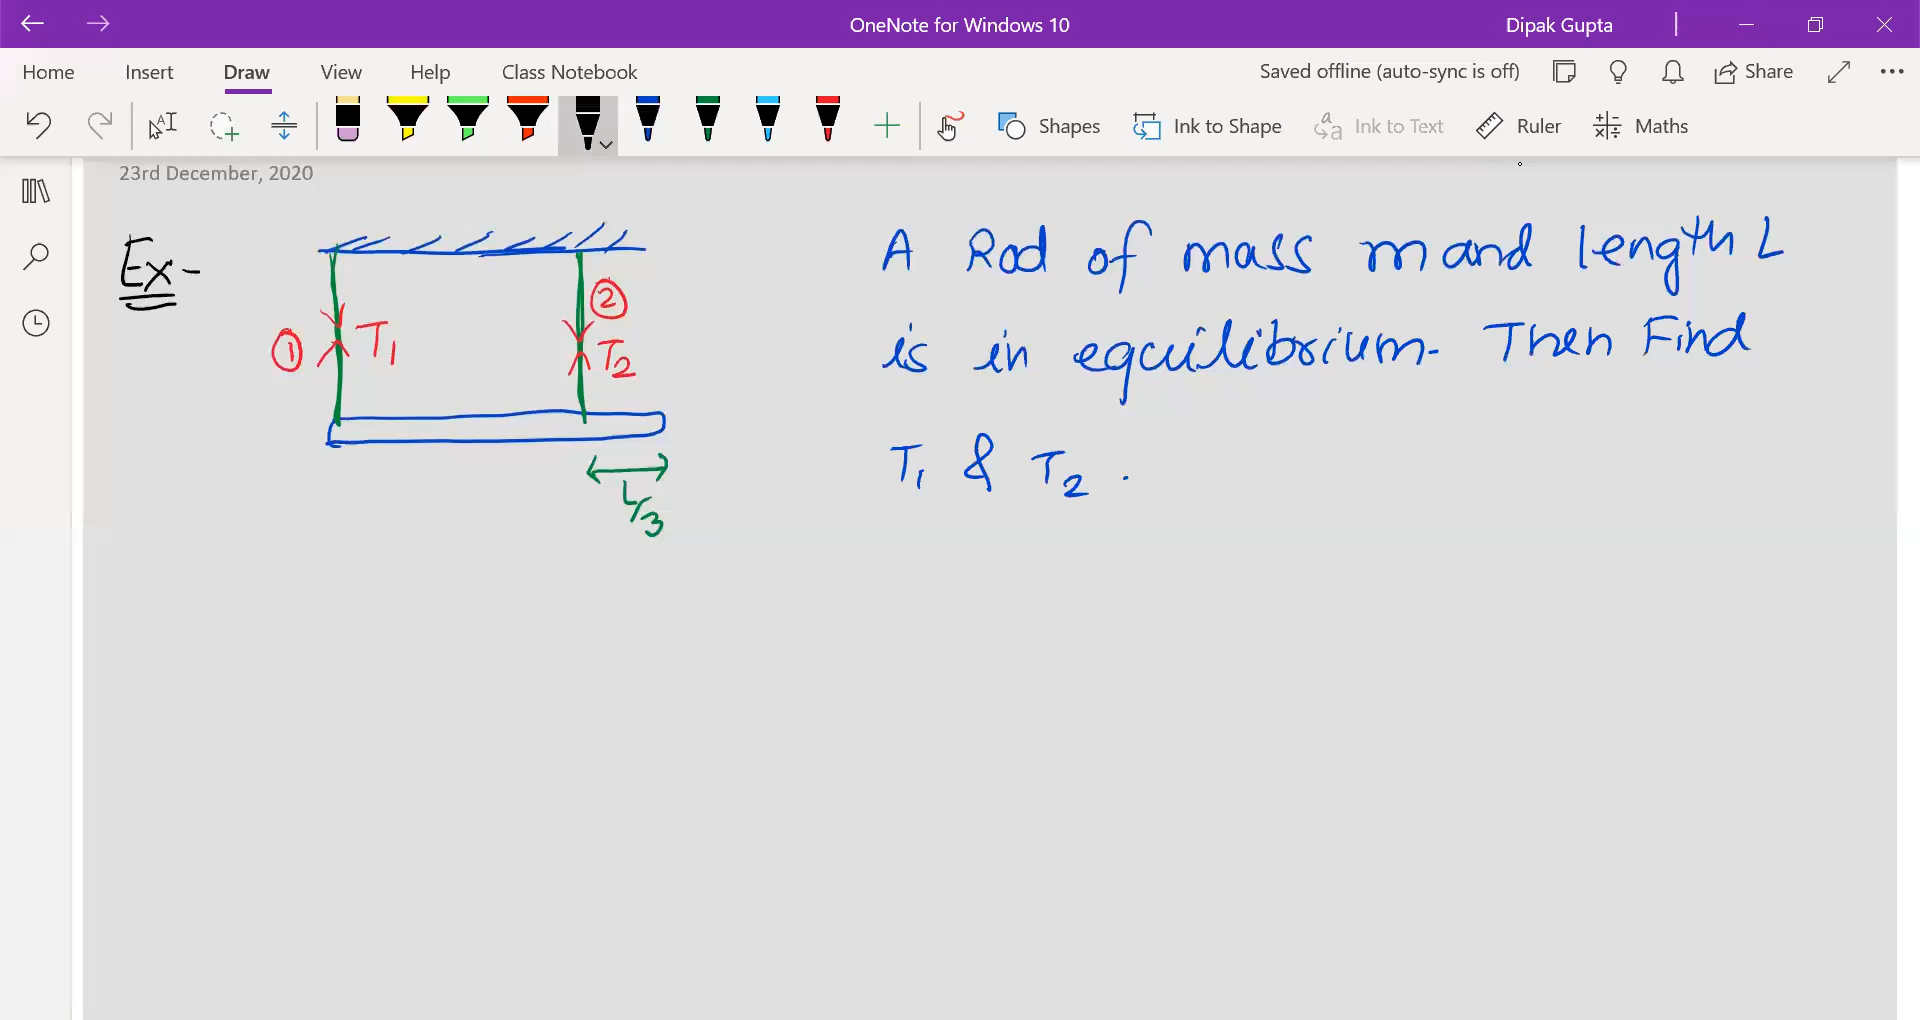 OneNote for Windows 10
Dipak Gupta
Home Insert Draw View Help Class Notebook
Saved offline (auto-sync is off) Share
Shapes Ink to Shape Ink to Text Ruler Maths
23rd December, 2020
Ex-
① T1
② T2
L/3
A Rod of mass m and length L
is in equilibrium. Then Find
T1 & T2 .